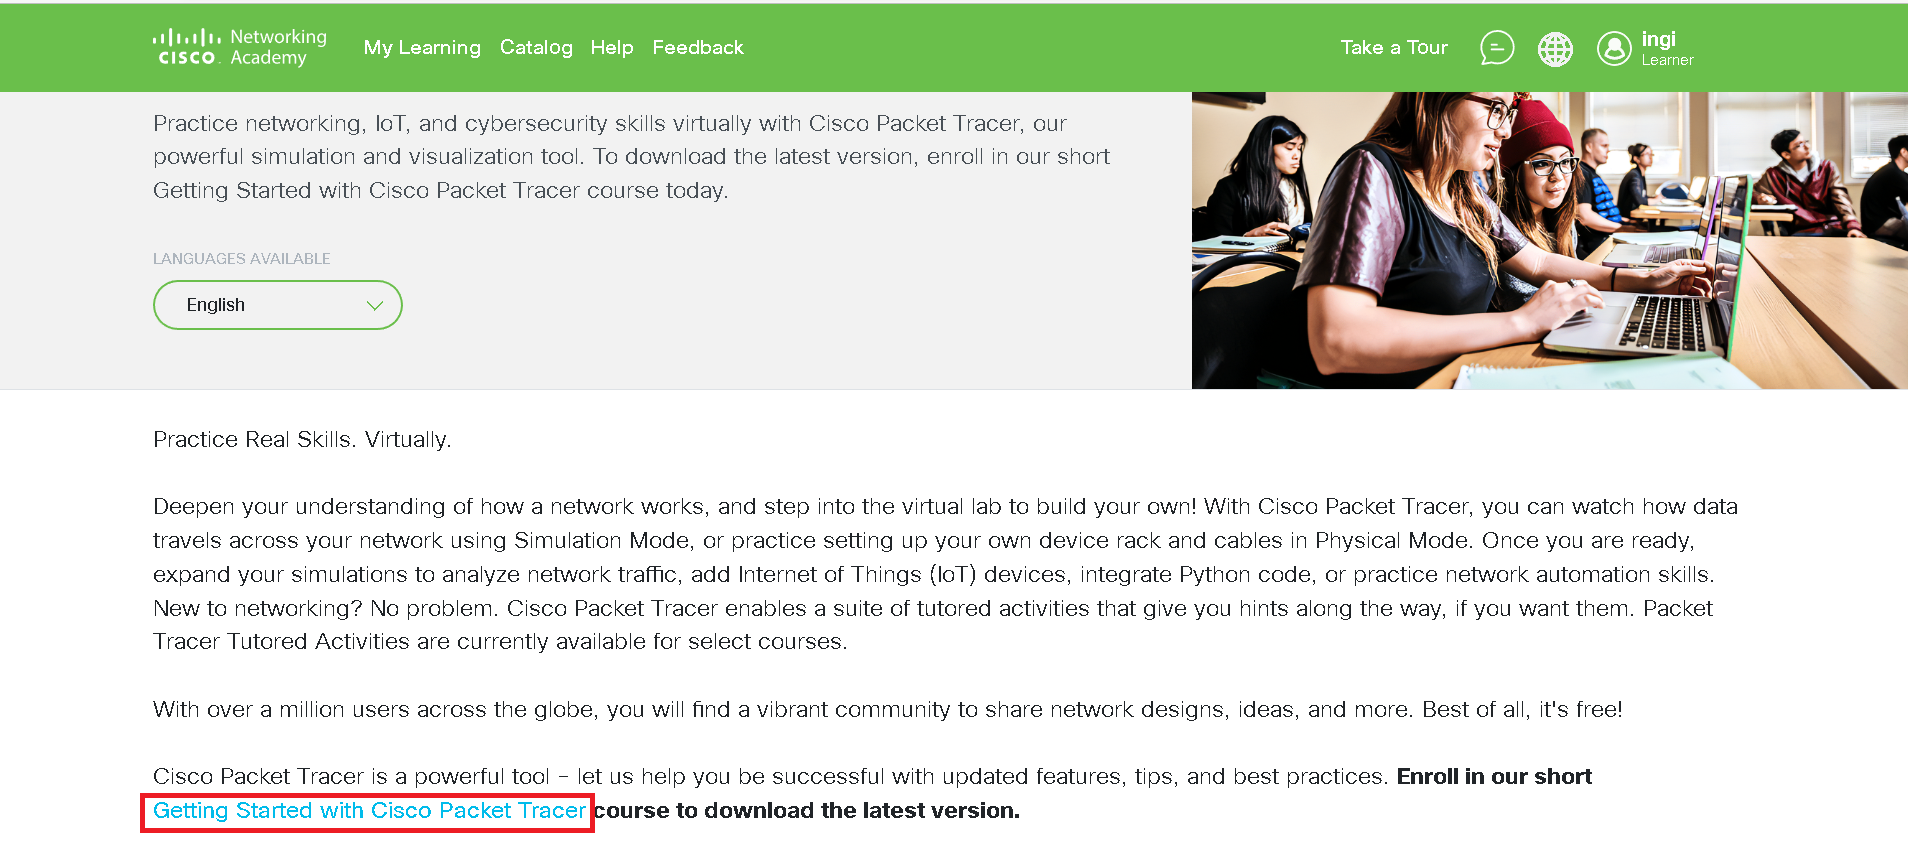 Networking
CISCO Academy
My Learning Catalog Help Feedback
Take a Tour
ingi
Learner
Practice networking, IoT, and cybersecurity skills virtually with Cisco Packet Tracer, our
powerful simulation and visualization tool. To download the latest version, enroll in our short
Getting Started with Cisco Packet Tracer course today.
LANGUAGES AVAILABLE
English
Practice Real Skills. Virtually.
Deepen your understanding of how a network works, and step into the virtual lab to build your own! With Cisco Packet Tracer, you can watch how data
travels across your network using Simulation Mode, or practice setting up your own device rack and cables in Physical Mode. Once you are ready,
expand your simulations to analyze network traffic, add Internet of Things (IoT) devices, integrate Python code, or practice network automation skills.
New to networking? No problem. Cisco Packet Tracer enables a suite of tutored activities that give you hints along the way, if you want them. Packet
Tracer Tutored Activities are currently available for select courses.
With over a million users across the globe, you will find a vibrant community to share network designs, ideas, and more. Best of all, it's free!
Cisco Packet Tracer is a powerful tool – let us help you be successful with updated features, tips, and best practices. Enroll in our short
Getting Started with Cisco Packet Tracer course to download the latest version.